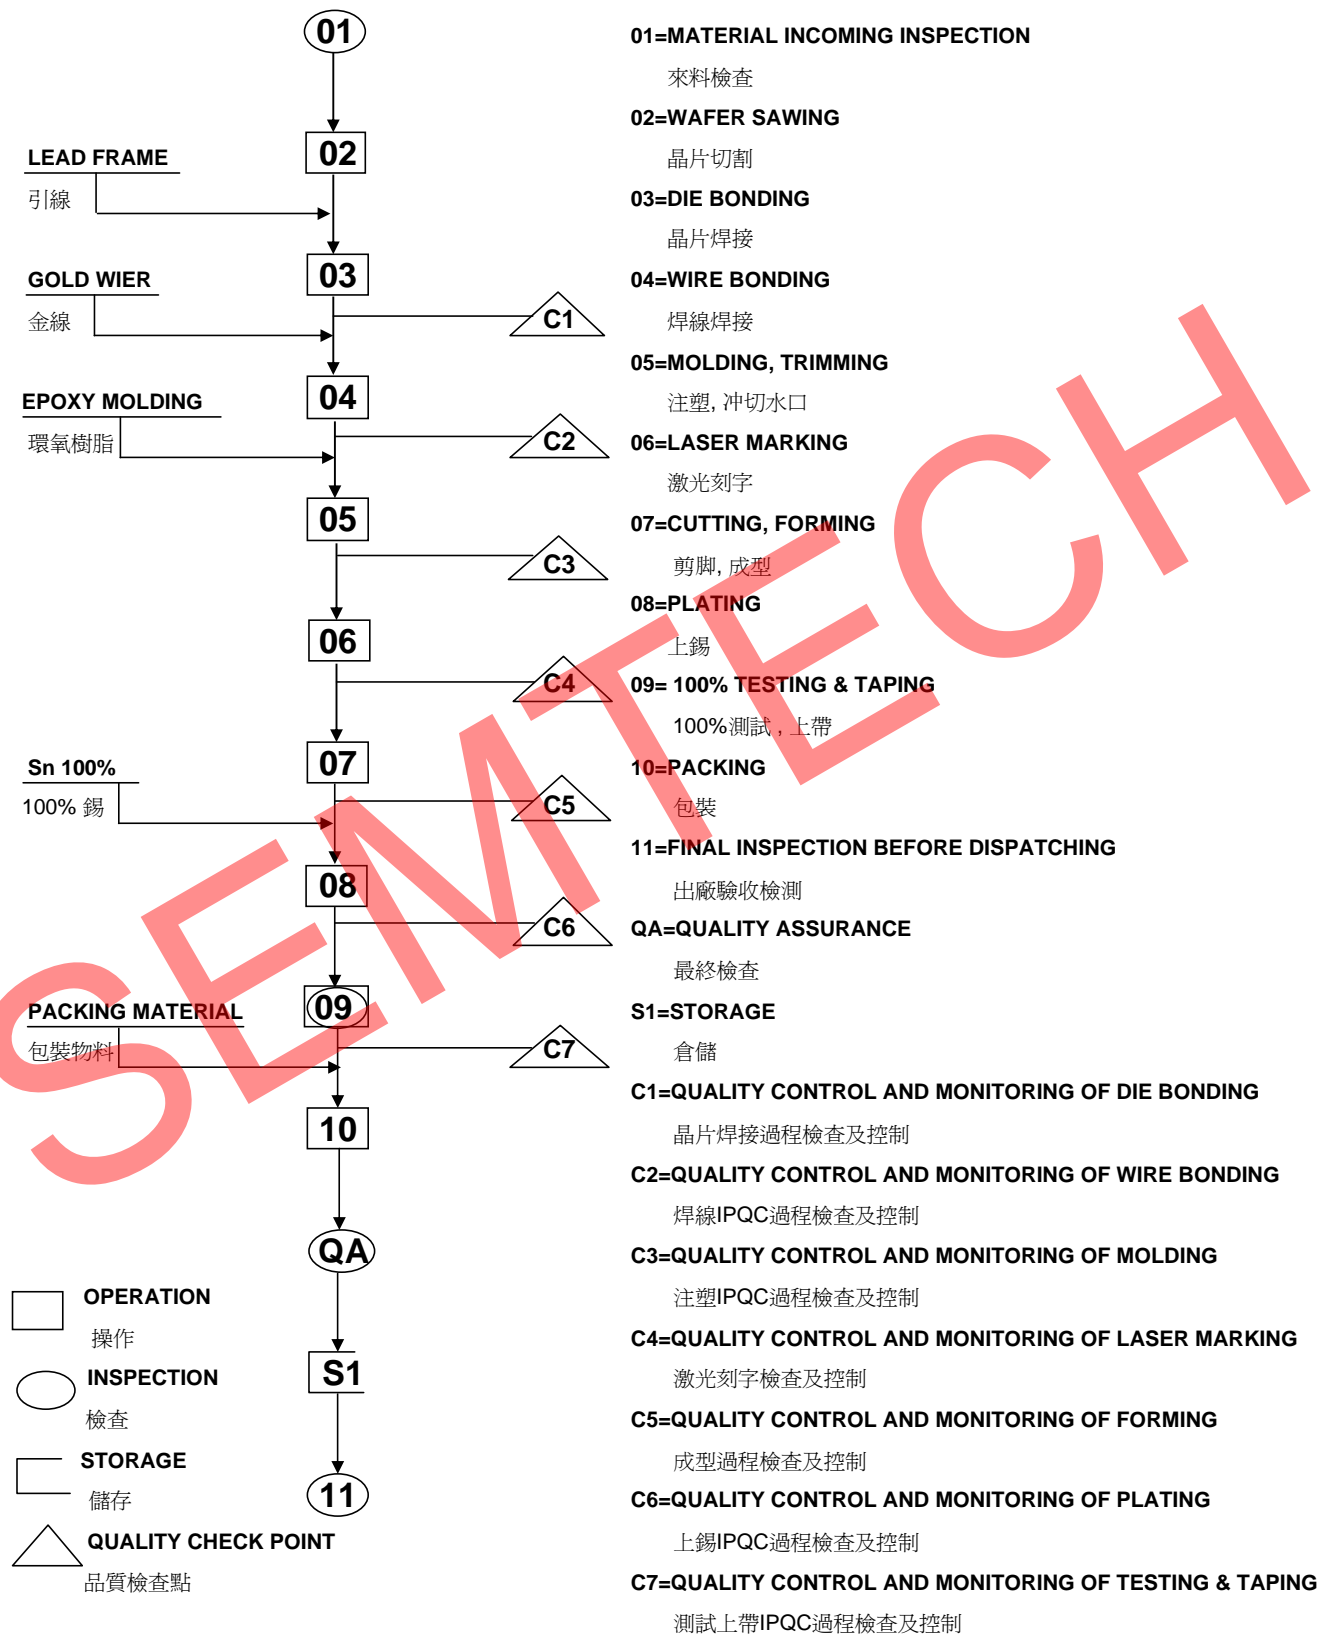 01
02
LEAD FRAME
引線
03
GOLD WIER
金線
C1
04
EPOXY MOLDING
環氧樹脂
C2
05
C3
06
C4
07
Sn 100%
100% 錫
C5
08
C6
09
PACKING MATERIAL
包裝物料
C7
10
QA
S1
11
OPERATION
操作
INSPECTION
檢查
STORAGE
儲存
QUALITY CHECK POINT
品質檢查點
01=MATERIAL INCOMING INSPECTION
來料檢查
02=WAFER SAWING
晶片切割
03=DIE BONDING
晶片焊接
04=WIRE BONDING
焊線焊接
05=MOLDING, TRIMMING
注塑, 冲切水口
06=LASER MARKING
激光刻字
07=CUTTING, FORMING
剪脚, 成型
08=PLATING
上錫
09= 100% TESTING & TAPING
100%測試 , 上帶
10=PACKING
包裝
11=FINAL INSPECTION BEFORE DISPATCHING
出廠驗收檢測
QA=QUALITY ASSURANCE
最終檢查
S1=STORAGE
倉儲
C1=QUALITY CONTROL AND MONITORING OF DIE BONDING
晶片焊接過程檢查及控制
C2=QUALITY CONTROL AND MONITORING OF WIRE BONDING
焊線IPQC過程檢查及控制
C3=QUALITY CONTROL AND MONITORING OF MOLDING
注塑IPQC過程檢查及控制
C4=QUALITY CONTROL AND MONITORING OF LASER MARKING
激光刻字檢查及控制
C5=QUALITY CONTROL AND MONITORING OF FORMING
成型過程檢查及控制
C6=QUALITY CONTROL AND MONITORING OF PLATING
上錫IPQC過程檢查及控制
C7=QUALITY CONTROL AND MONITORING OF TESTING & TAPING
測試上帶IPQC過程檢查及控制
SEMTECH